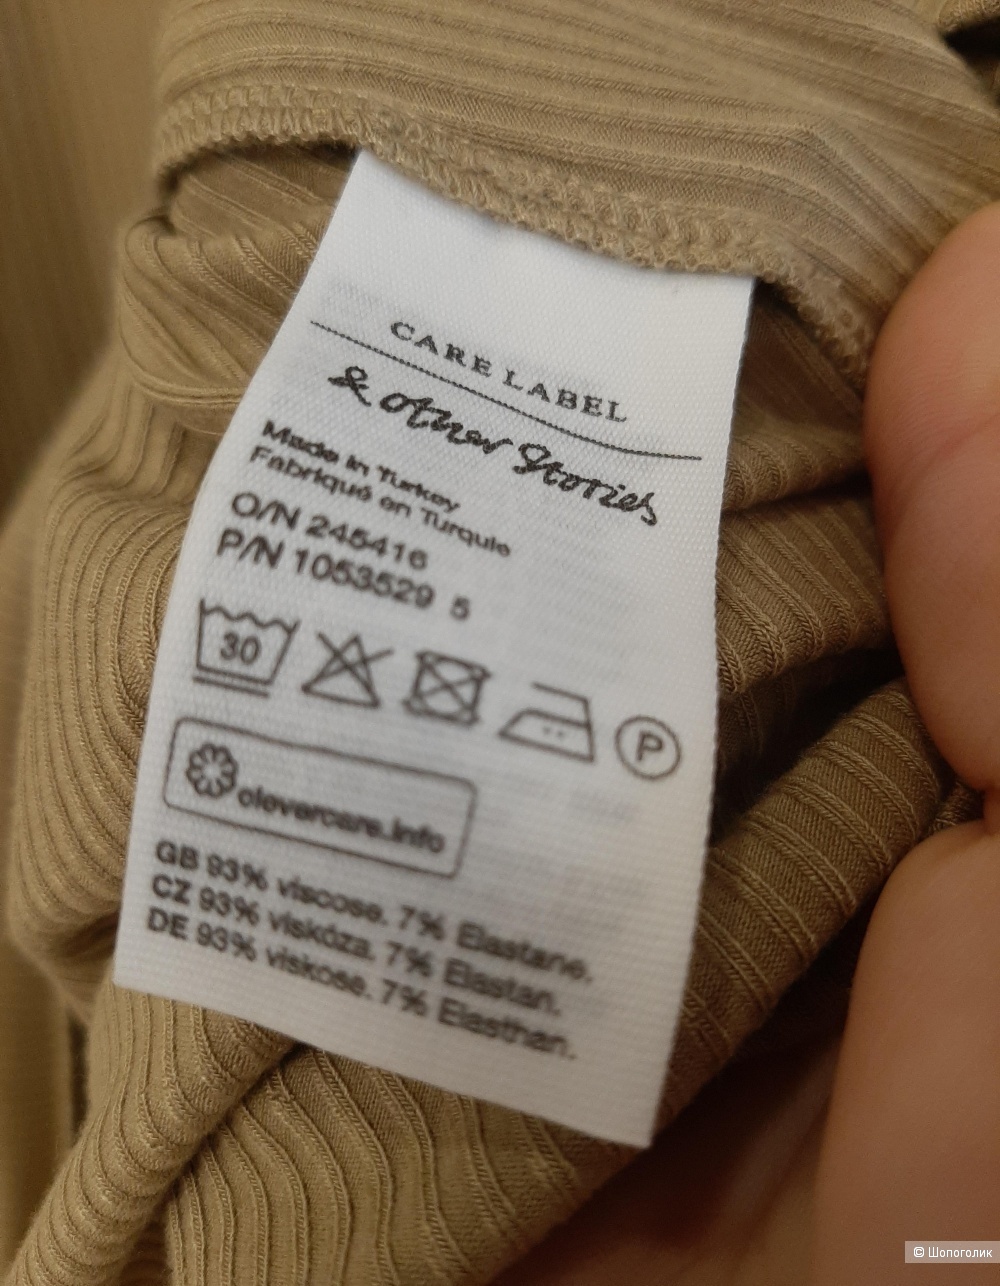 CARE LABEL
& other Stories
Made in Turkey
Fabriqué en Turquie
O/N 245416
P/N 1053529 5
30
P
clevercare.info
GB 93% viscose. 7% Elastane.
CZ 93% viskóza. 7% Elastan.
DE 93% viskose. 7% Elasthan.
© Шопоголик